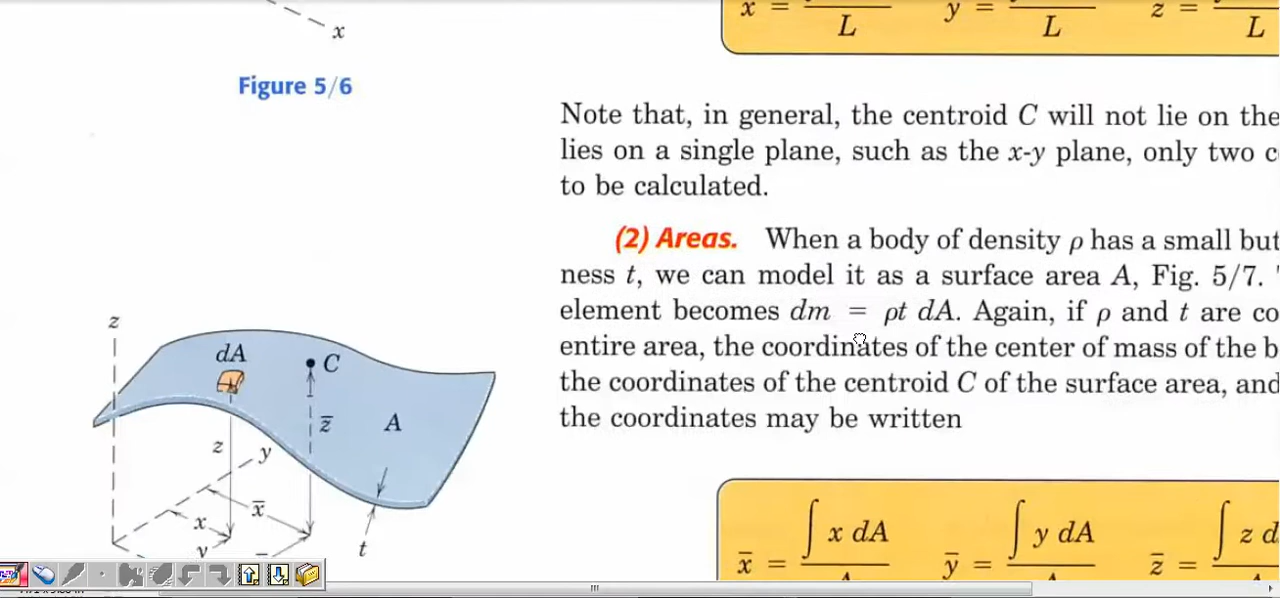 x
Figure 5/6
x = L y = L z = L
Note that, in general, the centroid C will not lie on the
lies on a single plane, such as the x-y plane, only two c
to be calculated.
(2) Areas. When a body of density ρ has a small but
ness t, we can model it as a surface area A, Fig. 5/7.
element becomes dm = ρt dA. Again, if ρ and t are co
entire area, the coordinates of the center of mass of the b
the coordinates of the centroid C of the surface area, and
the coordinates may be written
z
dA
C
z̅
A
z
y
x̅
x
y
t
x̅ = ∫ x dA y̅ = ∫ y dA z̅ = ∫ z d